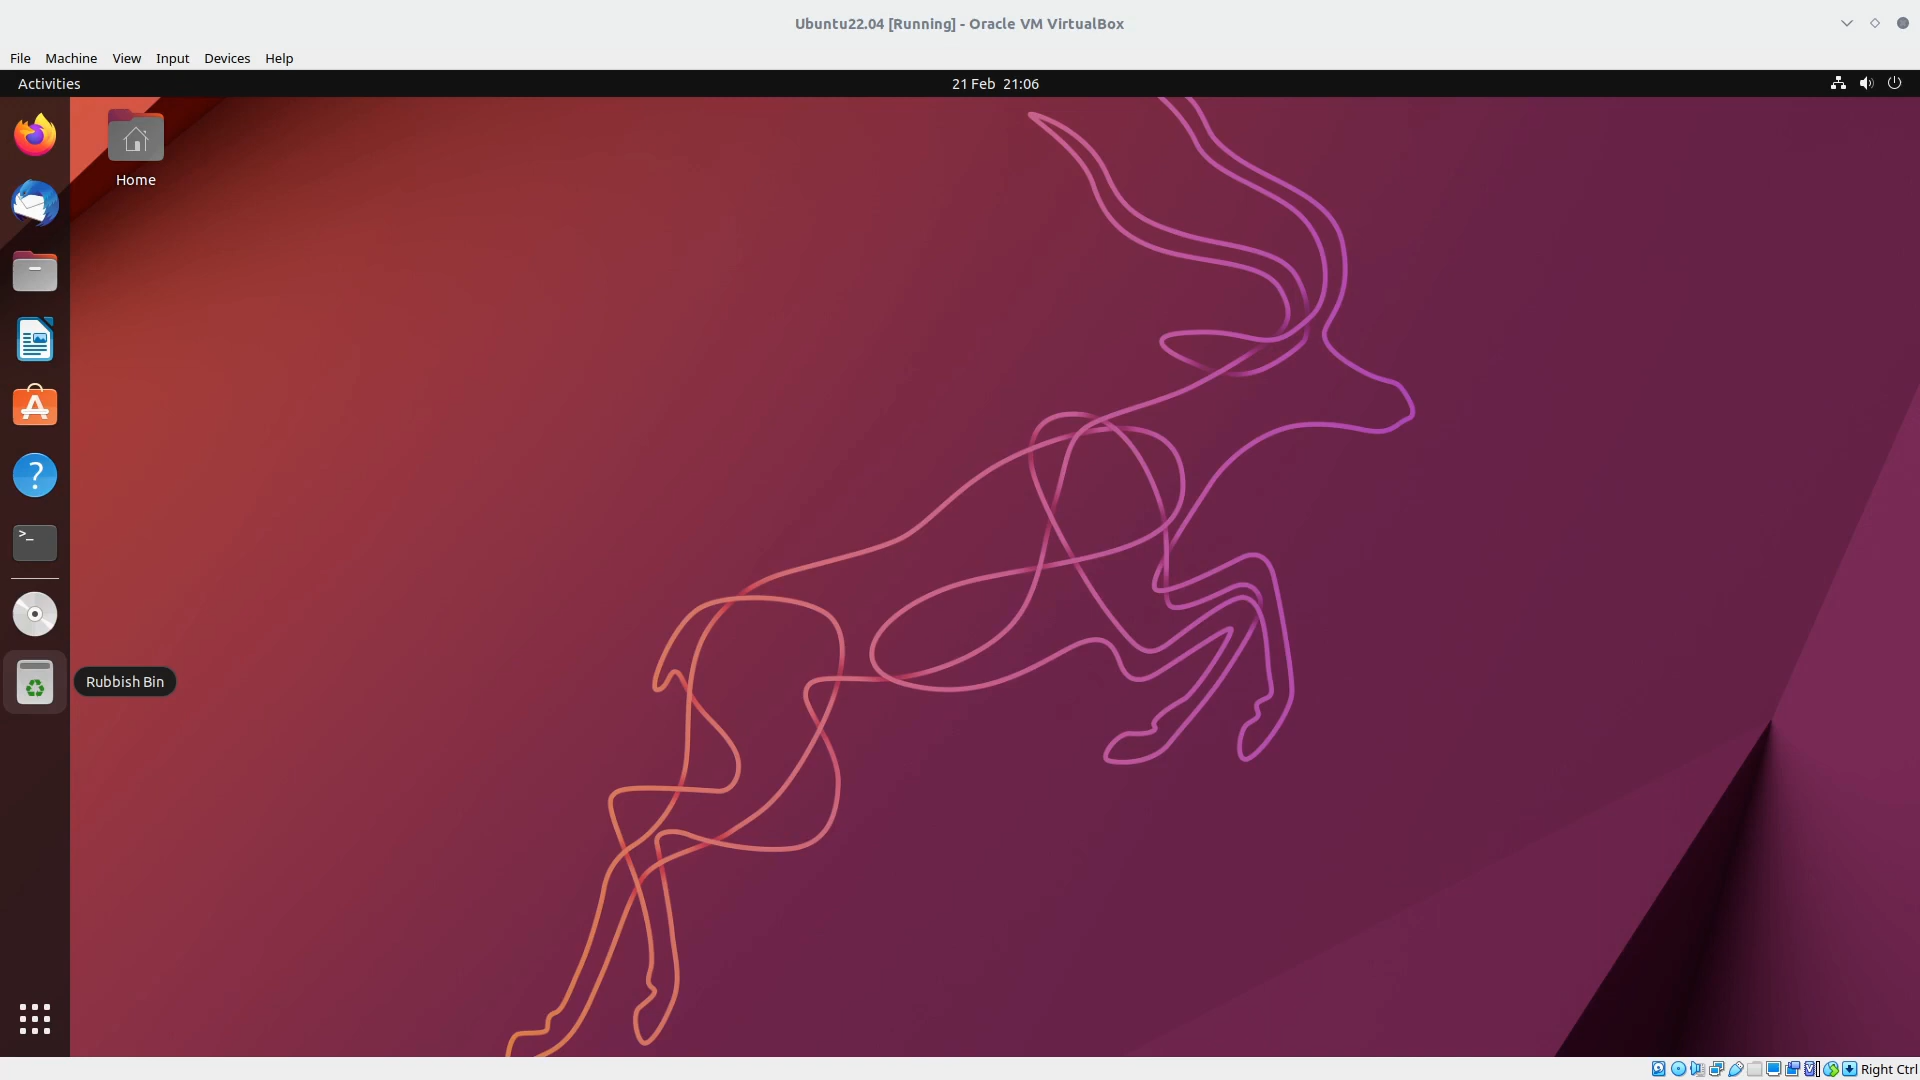 Ubuntu22.04 [Running] - Oracle VM VirtualBox
File Machine View Input Devices Help
Activities
21 Feb 21:06
Home
>_
?
Rubbish Bin
Right Ctrl